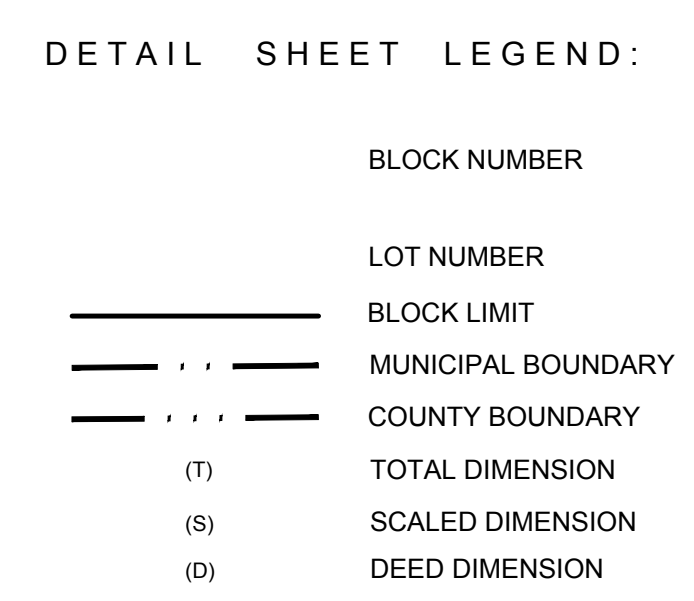 DETAIL SHEET LEGEND:
BLOCK NUMBER
LOT NUMBER
BLOCK LIMIT
MUNICIPAL BOUNDARY
COUNTY BOUNDARY
(T) TOTAL DIMENSION
(S) SCALED DIMENSION
(D) DEED DIMENSION